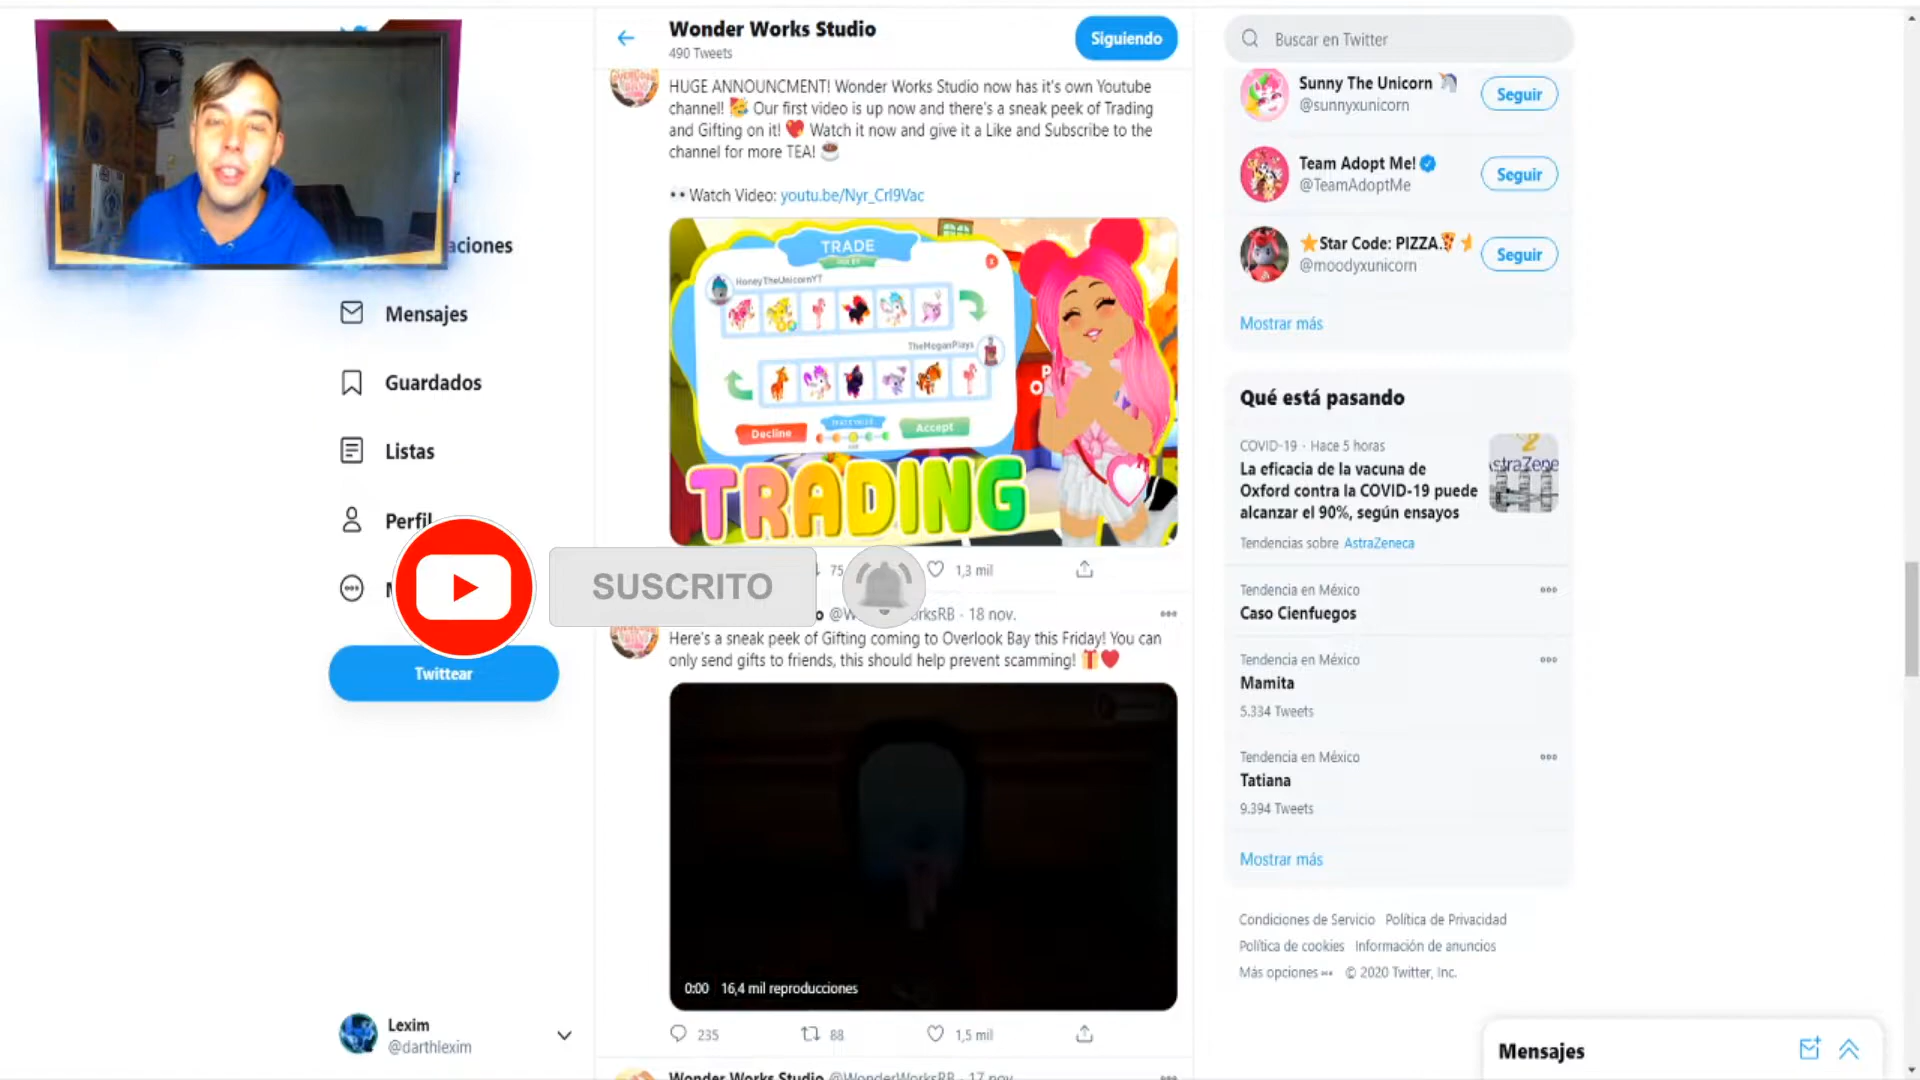 Wonder Works Studio
490 Tweets
Siguiendo
HUGE ANNOUNCMENT! Wonder Works Studio now has it's own Youtube
channel! Our first video is up now and there's a sneak peek of Trading
and Gifting on it! Watch it now and give it a Like and Subscribe to the
channel for more TEA!
Watch Video: youtu.be/Nyr_Crl9Vac
TRADE
HoneyTheUnicornYT
TheMeganPlays
Decline
Accept
TRADING
75
1,3 mil
@W
orksRB · 18 nov.
Here's a sneak peek of Gifting coming to Overlook Bay this Friday! You can
only send gifts to friends, this should help prevent scamming!
0:00 16,4 mil reproducciones
235
88
1,5 mil
Wonder Works Studio @WonderWorksRB · 17 nov.
aciones
Mensajes
Guardados
Listas
Perfil
SUSCRITO
Twittear
Lexim
@darthlexim
Buscar en Twitter
Sunny The Unicorn
@sunnyxunicorn
Seguir
Team Adopt Me!
@TeamAdoptMe
Seguir
Star Code: PIZZA.
@moodyxunicorn
Seguir
Mostrar más
Qué está pasando
COVID-19 · Hace 5 horas
La eficacia de la vacuna de
Oxford contra la COVID-19 puede
alcanzar el 90%, según ensayos
Tendencias sobre AstraZeneca
Tendencia en México
Caso Cienfuegos
Tendencia en México
Mamita
5.334 Tweets
Tendencia en México
Tatiana
9.394 Tweets
Mostrar más
Condiciones de Servicio Política de Privacidad
Política de cookies Información de anuncios
Más opciones © 2020 Twitter, Inc.
Mensajes